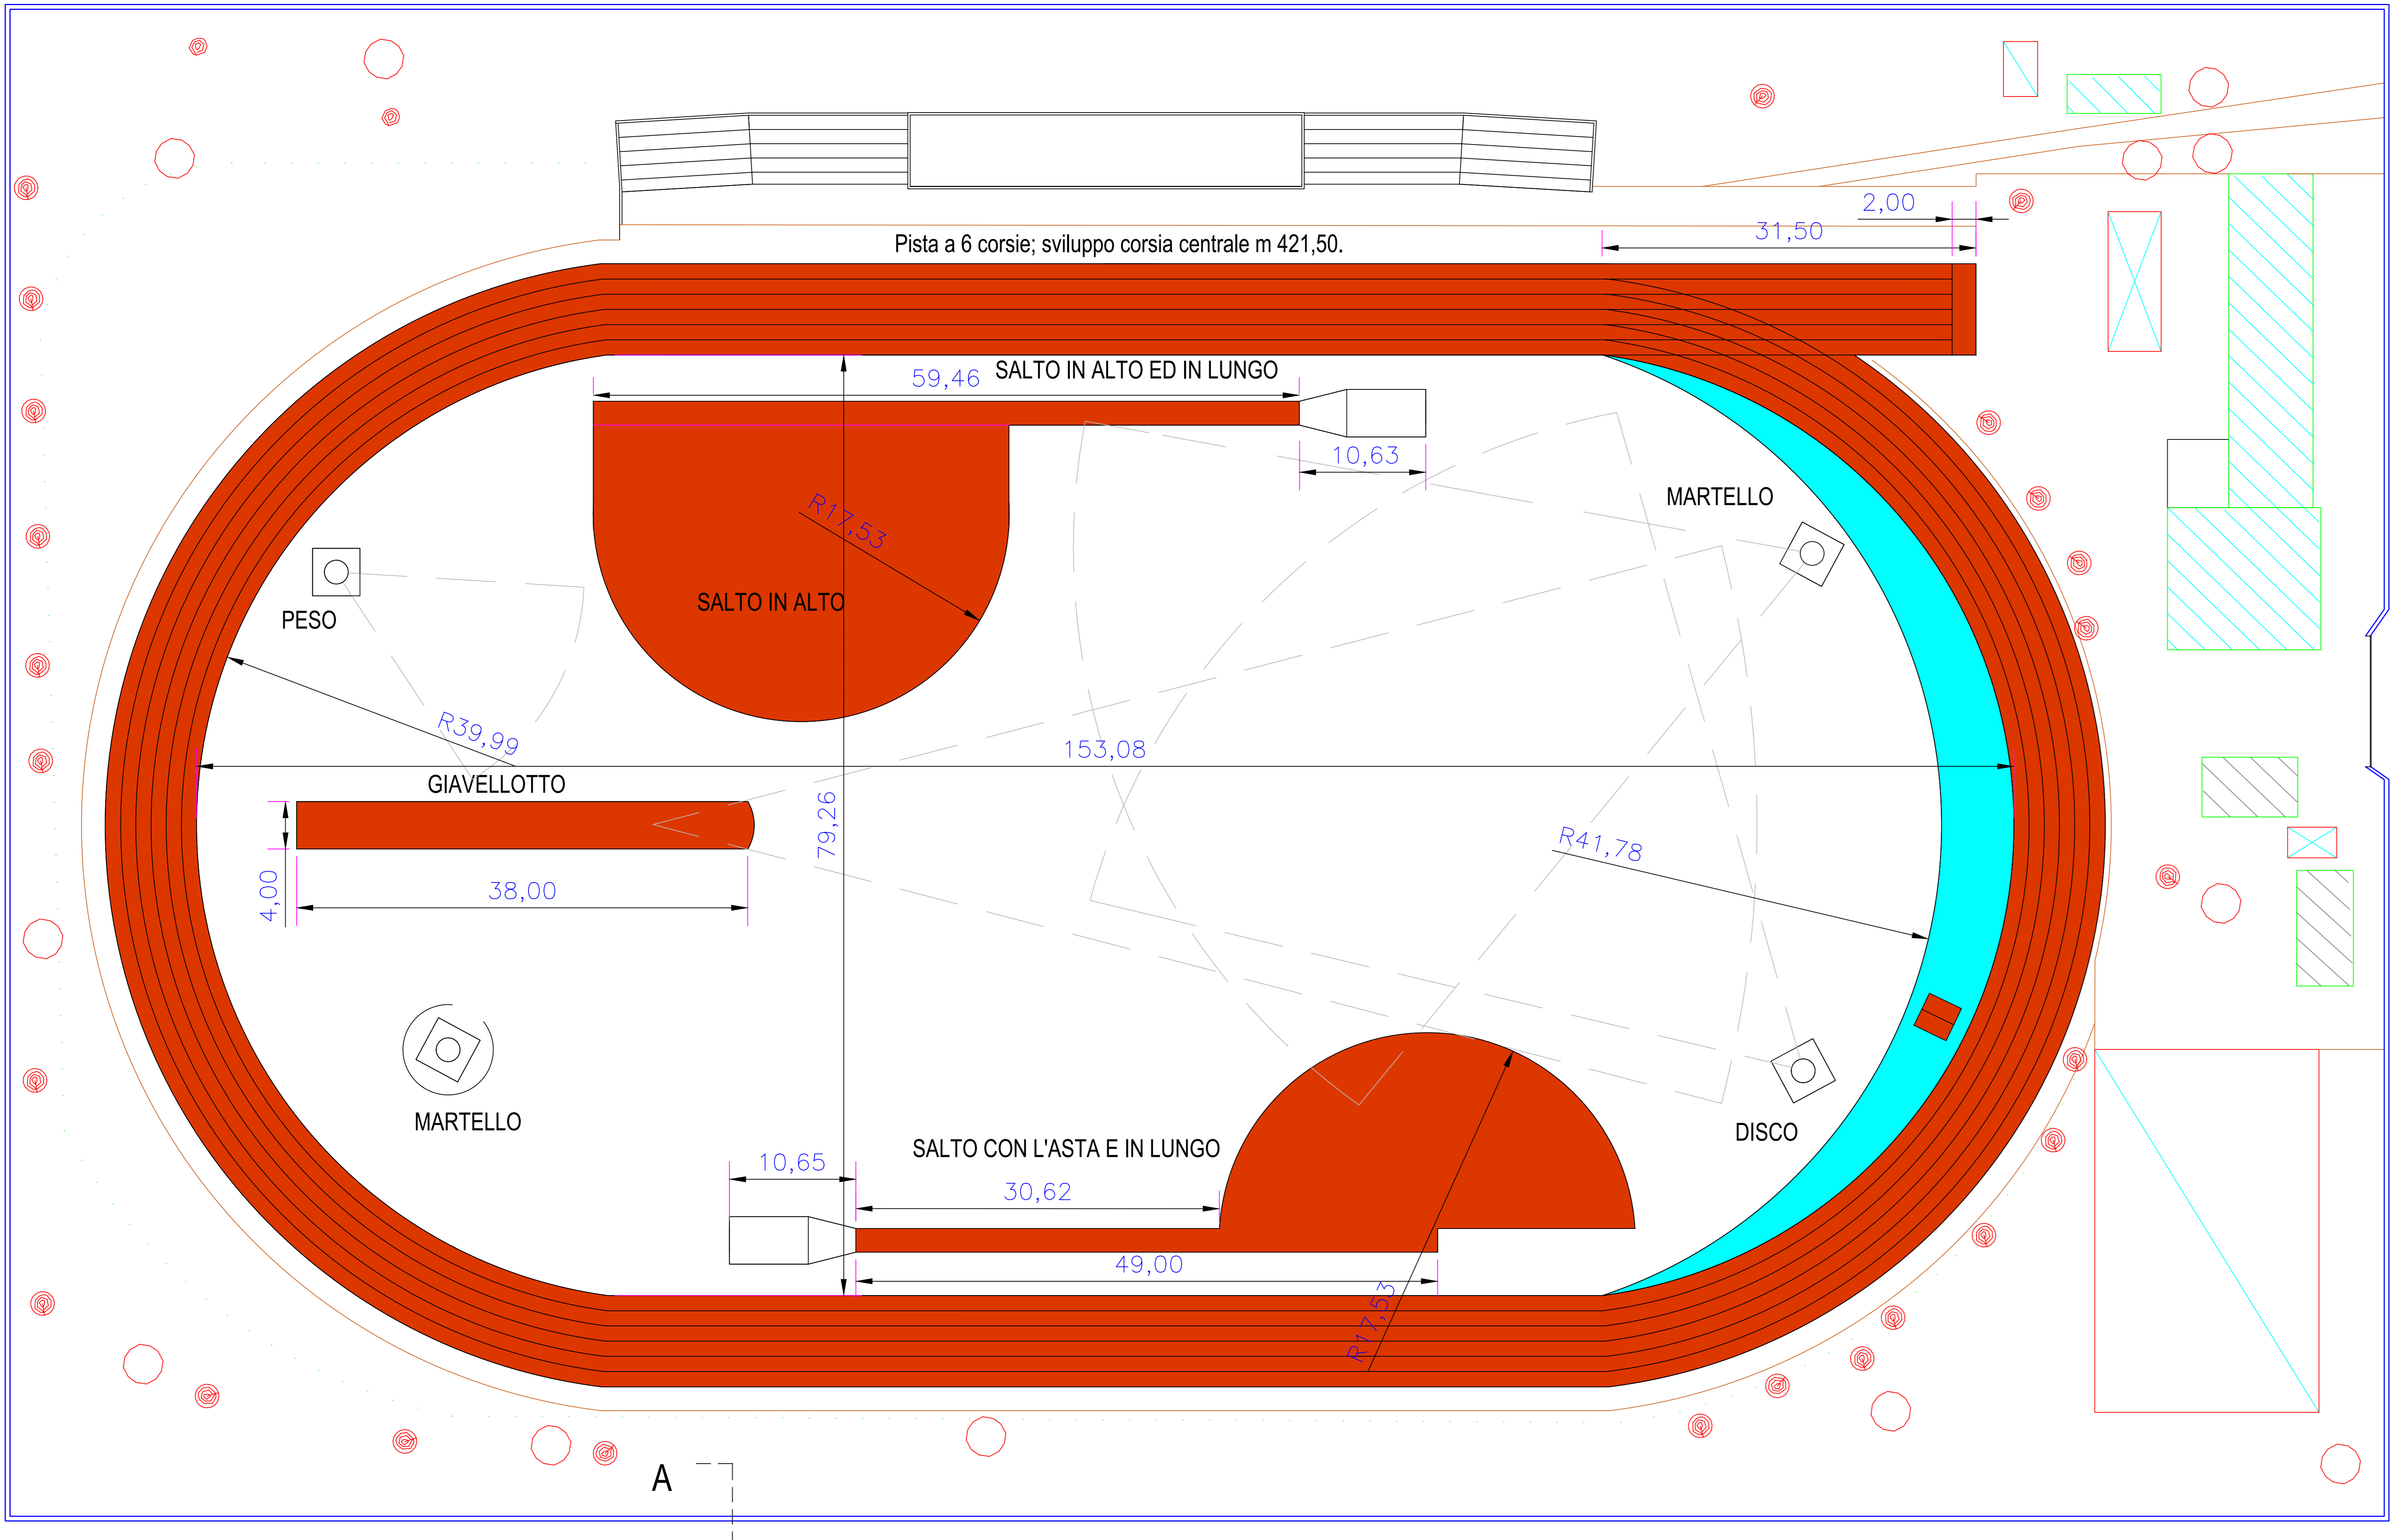 2,00
31,50
Pista a 6 corsie; sviluppo corsia centrale m 421,50.
SALTO IN ALTO ED IN LUNGO
59,46
10,63
MARTELLO
R17,53
SALTO IN ALTO
PESO
R39,99
153,08
GIAVELLOTTO
79,26
R41,78
4,00
38,00
MARTELLO
DISCO
SALTO CON L'ASTA E IN LUNGO
10,65
30,62
49,00
R17,53
A